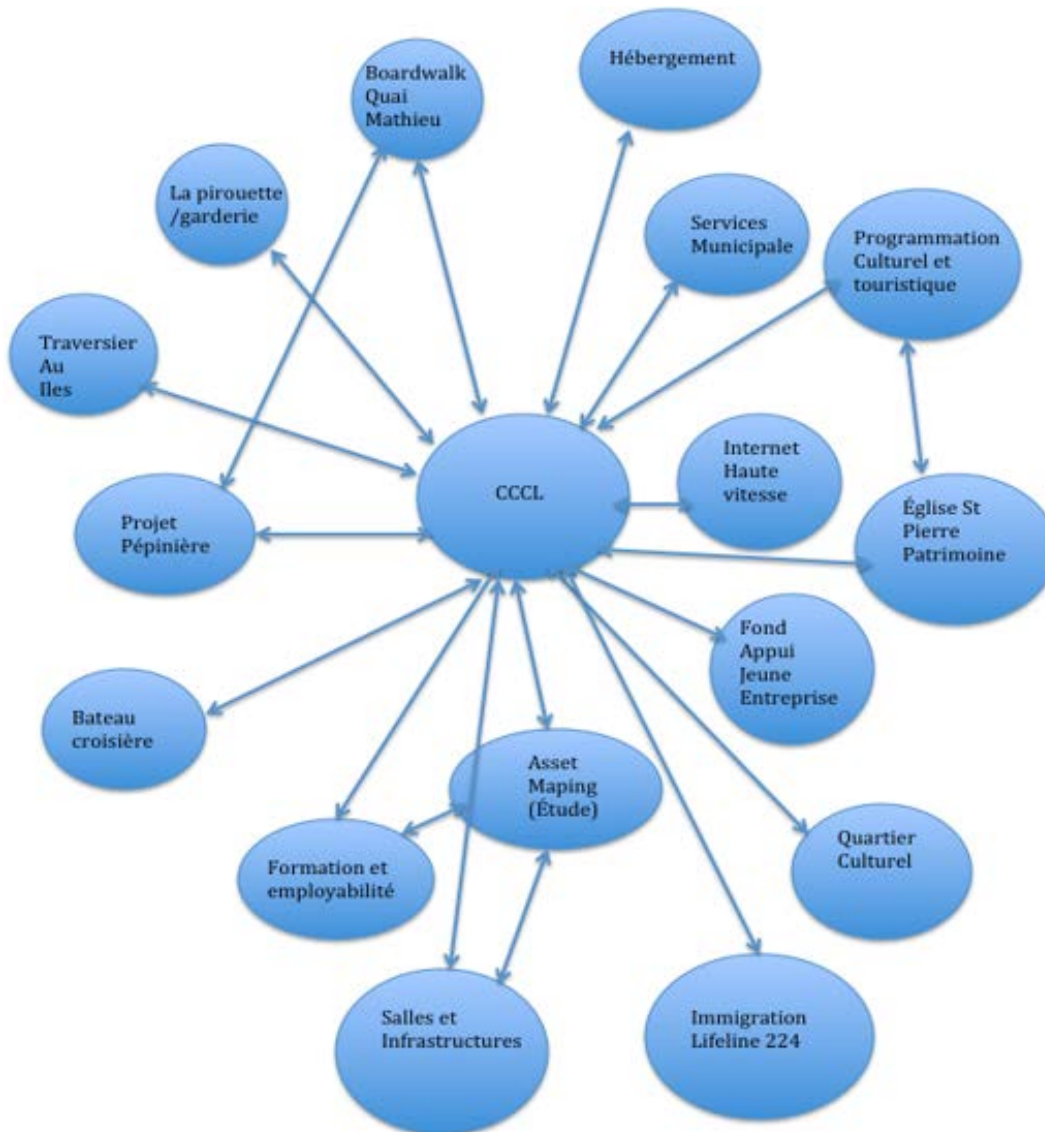 Hébergement
Boardwalk
Quai
Mathieu
La pirouette
/garderie
Services
Municipale
Programmation
Culturel et
touristique
Traversier
Au
Iles
CCCL
Internet
Haute
vitesse
Projet
Pépinière
Église St
Pierre
Patrimoine
Fond
Appui
Jeune
Entreprise
Bateau
croisière
Asset
Maping
(Étude)
Formation et
employabilité
Quartier
Culturel
Salles et
Infrastructures
Immigration
Lifeline 224